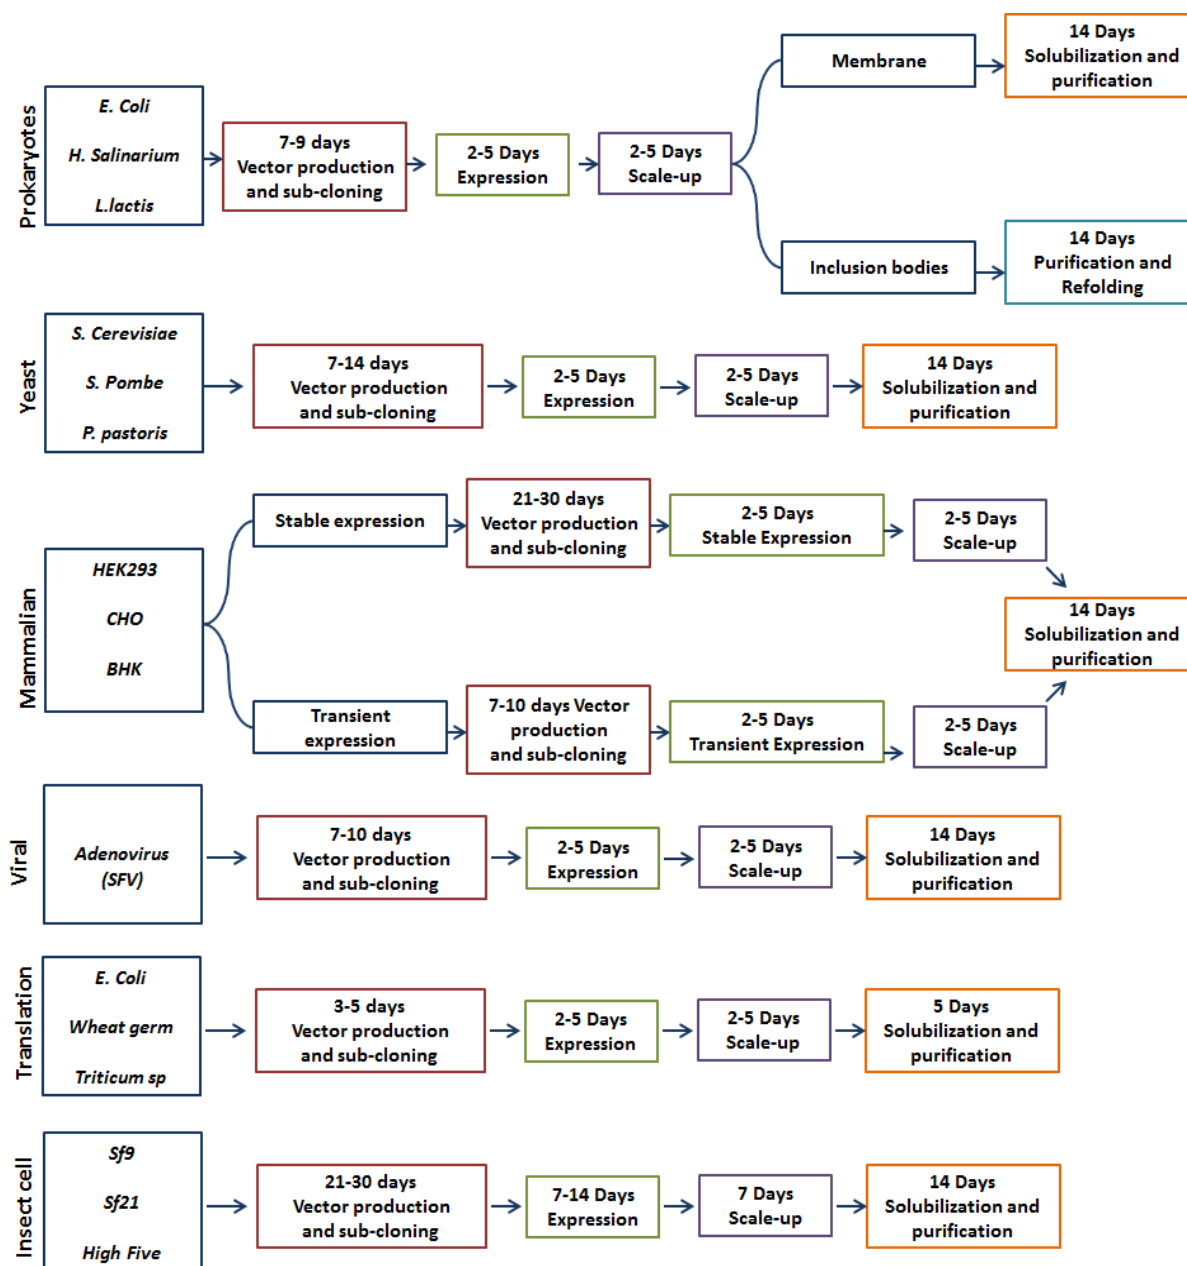 Prokaryotes
E. Coli
H. Salinarium
L.lactis
7-9 days
Vector production
and sub-cloning
2-5 Days
Expression
2-5 Days
Scale-up
Membrane
14 Days
Solubilization and
purification
Inclusion bodies
14 Days
Purification and
Refolding
Yeast
S. Cerevisiae
S. Pombe
P. pastoris
7-14 days
Vector production
and sub-cloning
2-5 Days
Expression
2-5 Days
Scale-up
14 Days
Solubilization and
purification
Mammalian
HEK293
CHO
BHK
Stable expression
21-30 days
Vector production
and sub-cloning
2-5 Days
Stable Expression
2-5 Days
Scale-up
Transient
expression
7-10 days Vector
production
and sub-cloning
2-5 Days
Transient Expression
2-5 Days
Scale-up
14 Days
Solubilization and
purification
Viral
Adenovirus
(SFV)
7-10 days
Vector production
and sub-cloning
2-5 Days
Expression
2-5 Days
Scale-up
14 Days
Solubilization and
purification
Translation
E. Coli
Wheat germ
Triticum sp
3-5 days
Vector production
and sub-cloning
2-5 Days
Expression
2-5 Days
Scale-up
5 Days
Solubilization and
purification
Insect cell
Sf9
Sf21
High Five
21-30 days
Vector production
and sub-cloning
7-14 Days
Expression
7 Days
Scale-up
14 Days
Solubilization and
purification